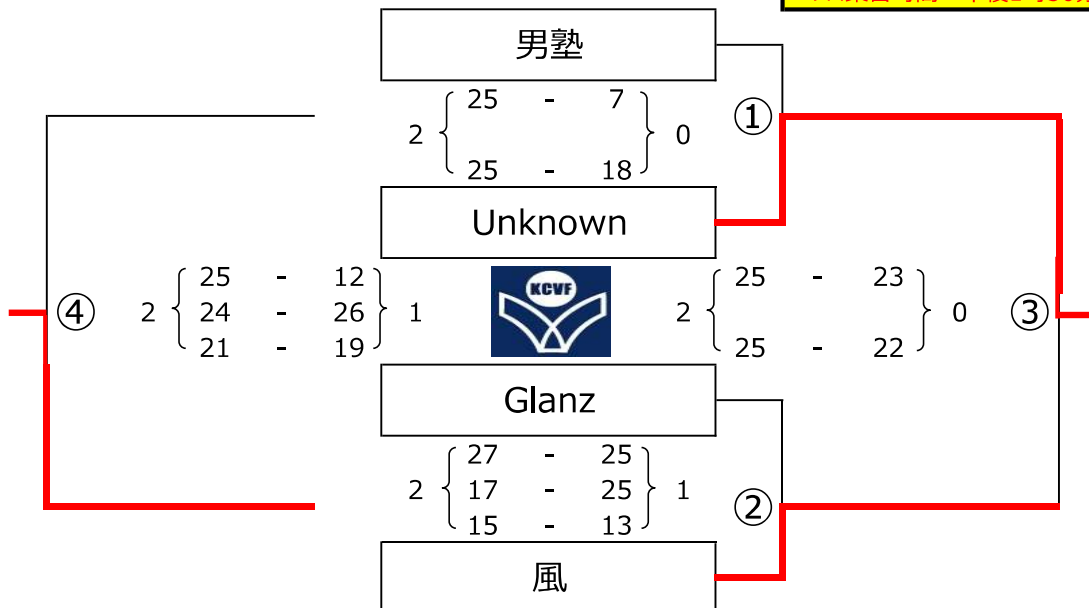 男塾
25 - 7
2 0
25 - 18
①
Unknown
25 - 12
2 24 - 26 1
21 - 19
④
KCVF
25 - 23
2 0
25 - 22
③
Glanz
27 - 25
2 17 - 25 1
15 - 13
②
風